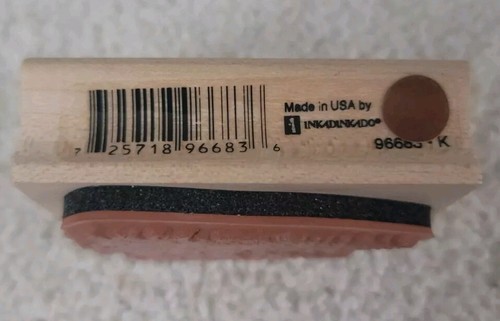 7 25718 96683 6
Made in USA by
INKADINKADO®
96683-K